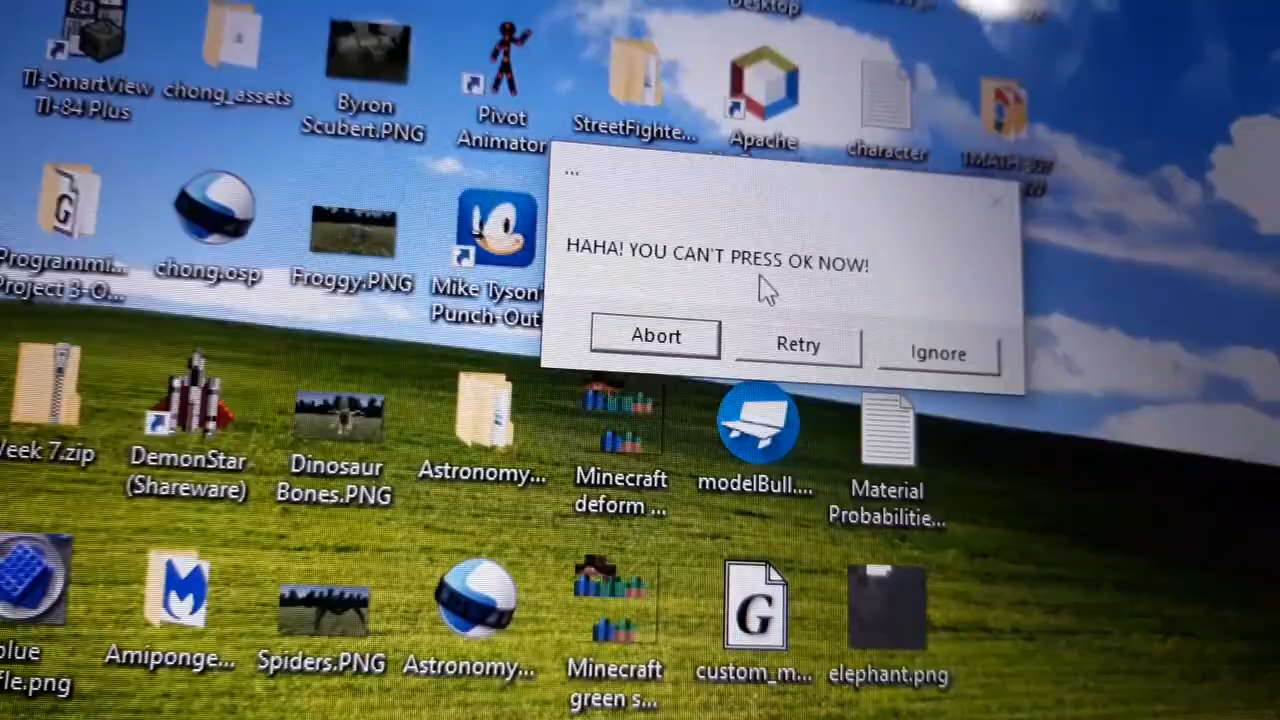 Desktop
TI-SmartView
TI-84 Plus
chong_assets
Byron
Scubert.PNG
Pivot
Animator
StreetFighte...
Apache
character
Programmi...
Project 3-O...
chong.osp
Froggy.PNG
Mike Tyson
Punch-Out
...
HAHA! YOU CAN'T PRESS OK NOW!
Abort
Retry
Ignore
Week 7.zip
DemonStar
(Shareware)
Dinosaur
Bones.PNG
Astronomy...
Minecraft
deform ...
modelBull....
Material
Probabilitie...
G
Amiponge...
Spiders.PNG
Astronomy...
Minecraft
green s...
G
custom_m...
elephant.png